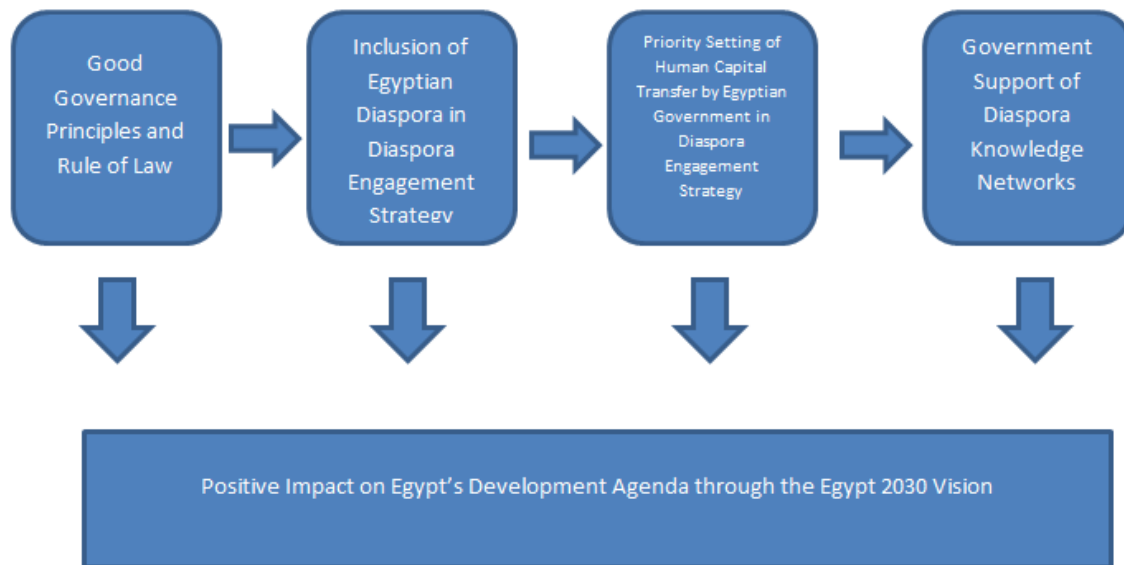 Good
Governance
Principles and
Rule of Law
Inclusion of
Egyptian
Diaspora in
Diaspora
Engagement
Strategy
Priority Setting of
Human Capital
Transfer by Egyptian
Government in
Diaspora
Engagement
Strategy
Government
Support of
Diaspora
Knowledge
Networks
Positive Impact on Egypt’s Development Agenda through the Egypt 2030 Vision